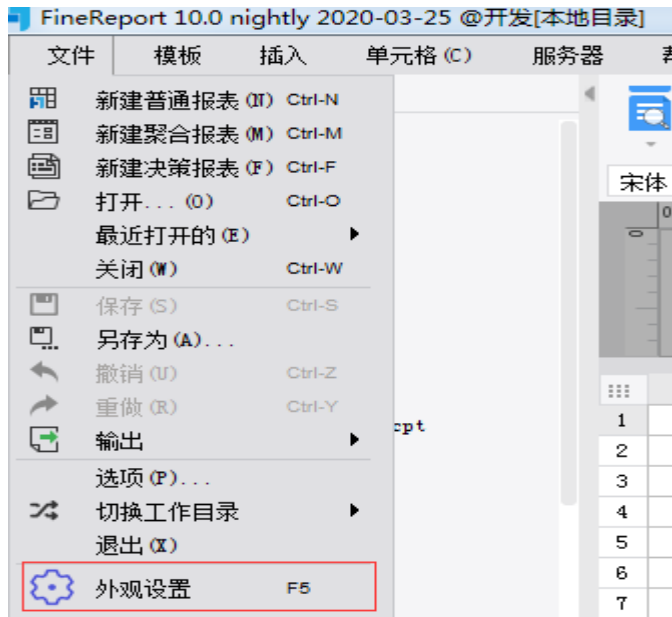 FineReport 10.0 nightly 2020-03-25 @开发[本地目录]
文件 模板 插入 单元格(C) 服务器
新建普通报表(N) Ctrl-N
新建聚合报表(M) Ctrl-M
新建决策报表(F) Ctrl-F
打开...(O) Ctrl-O
宋体
最近打开的(E)
0
0
关闭(W) Ctrl-W
保存(S) Ctrl-S
另存为(A)...
撤销(U) Ctrl-Z
重做(R) Ctrl-Y
cpt
1
输出
2
选项(P)...
3
切换工作目录
4
退出(X)
5
外观设置 F5
6
7